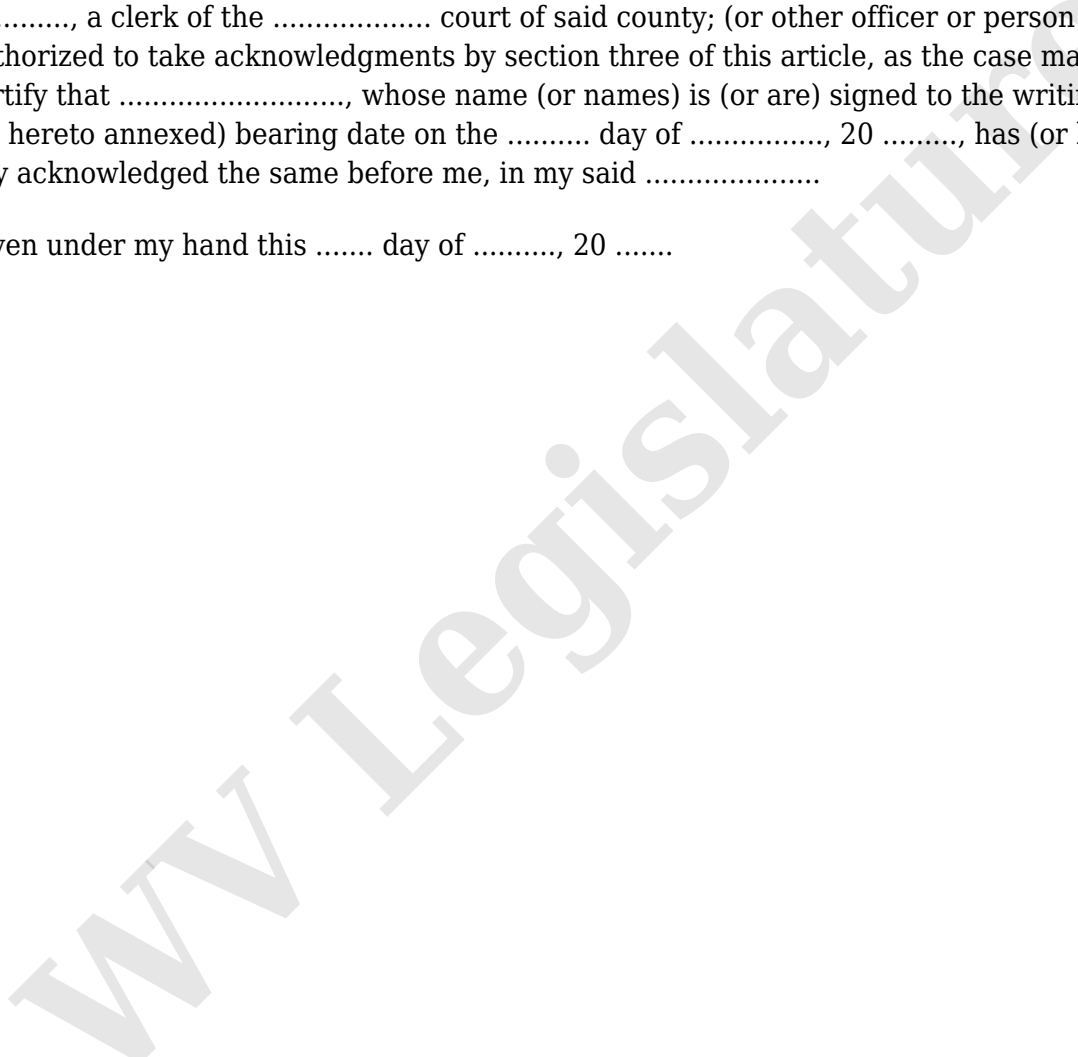 ........, a clerk of the ................... court of said county; (or other officer or person
thorized to take acknowledgments by section three of this article, as the case ma
rtify that ..........................., whose name (or names) is (or are) signed to the writi
hereto annexed) bearing date on the .......... day of ................, 20 ........., has (or
y acknowledged the same before me, in my said .....................
ven under my hand this ....... day of .........., 20 .......
WV Legislatur